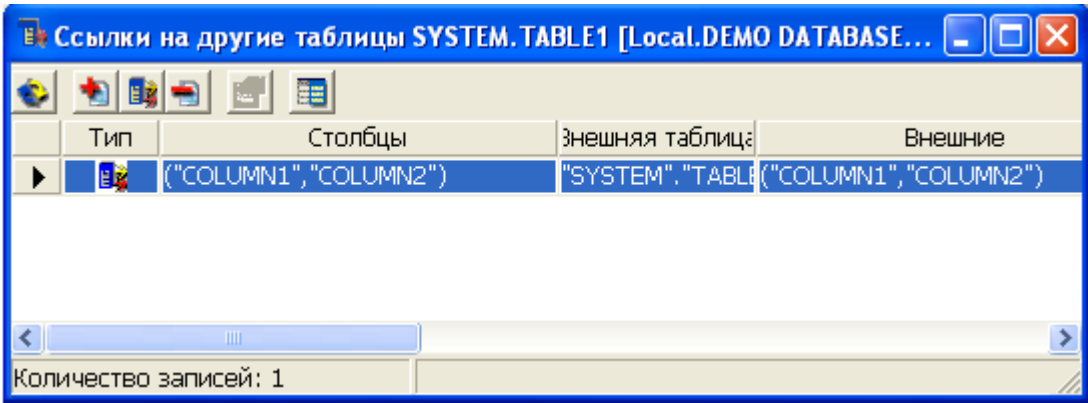 Ссылки на другие таблицы SYSTEM.TABLE1 [Local.DEMO DATABASE...
Тип Столбцы Внешняя таблица Внешние
("COLUMN1","COLUMN2") "SYSTEM"."TABLE ("COLUMN1","COLUMN2")
Количество записей: 1